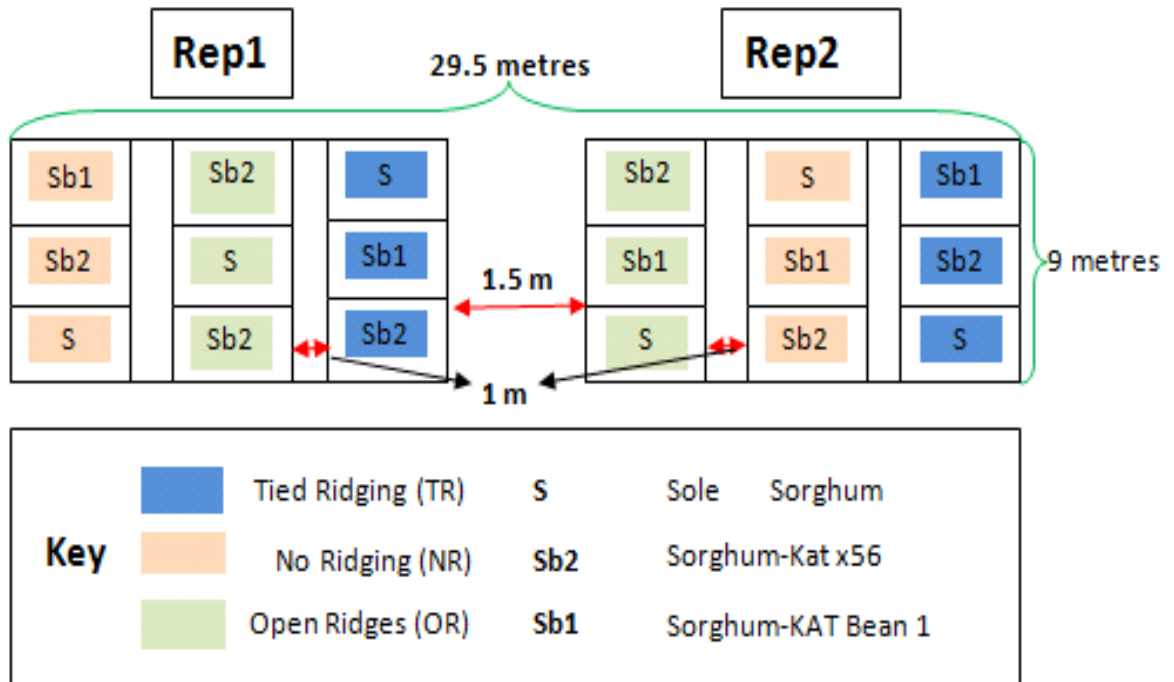 Rep1
Rep2
29.5 metres
Sb1
Sb2
S
Sb2
S
Sb1
Sb2
S
Sb1
Sb1
Sb1
Sb2
9 metres
1.5 m
S
Sb2
Sb2
S
Sb2
S
Sb2
1 m
Sb2
S
Key
Tied Ridging (TR)
S
Sole Sorghum
No Ridging (NR)
Sb2
Sorghum-Kat x56
Open Ridges (OR)
Sb1
Sorghum-KAT Bean 1